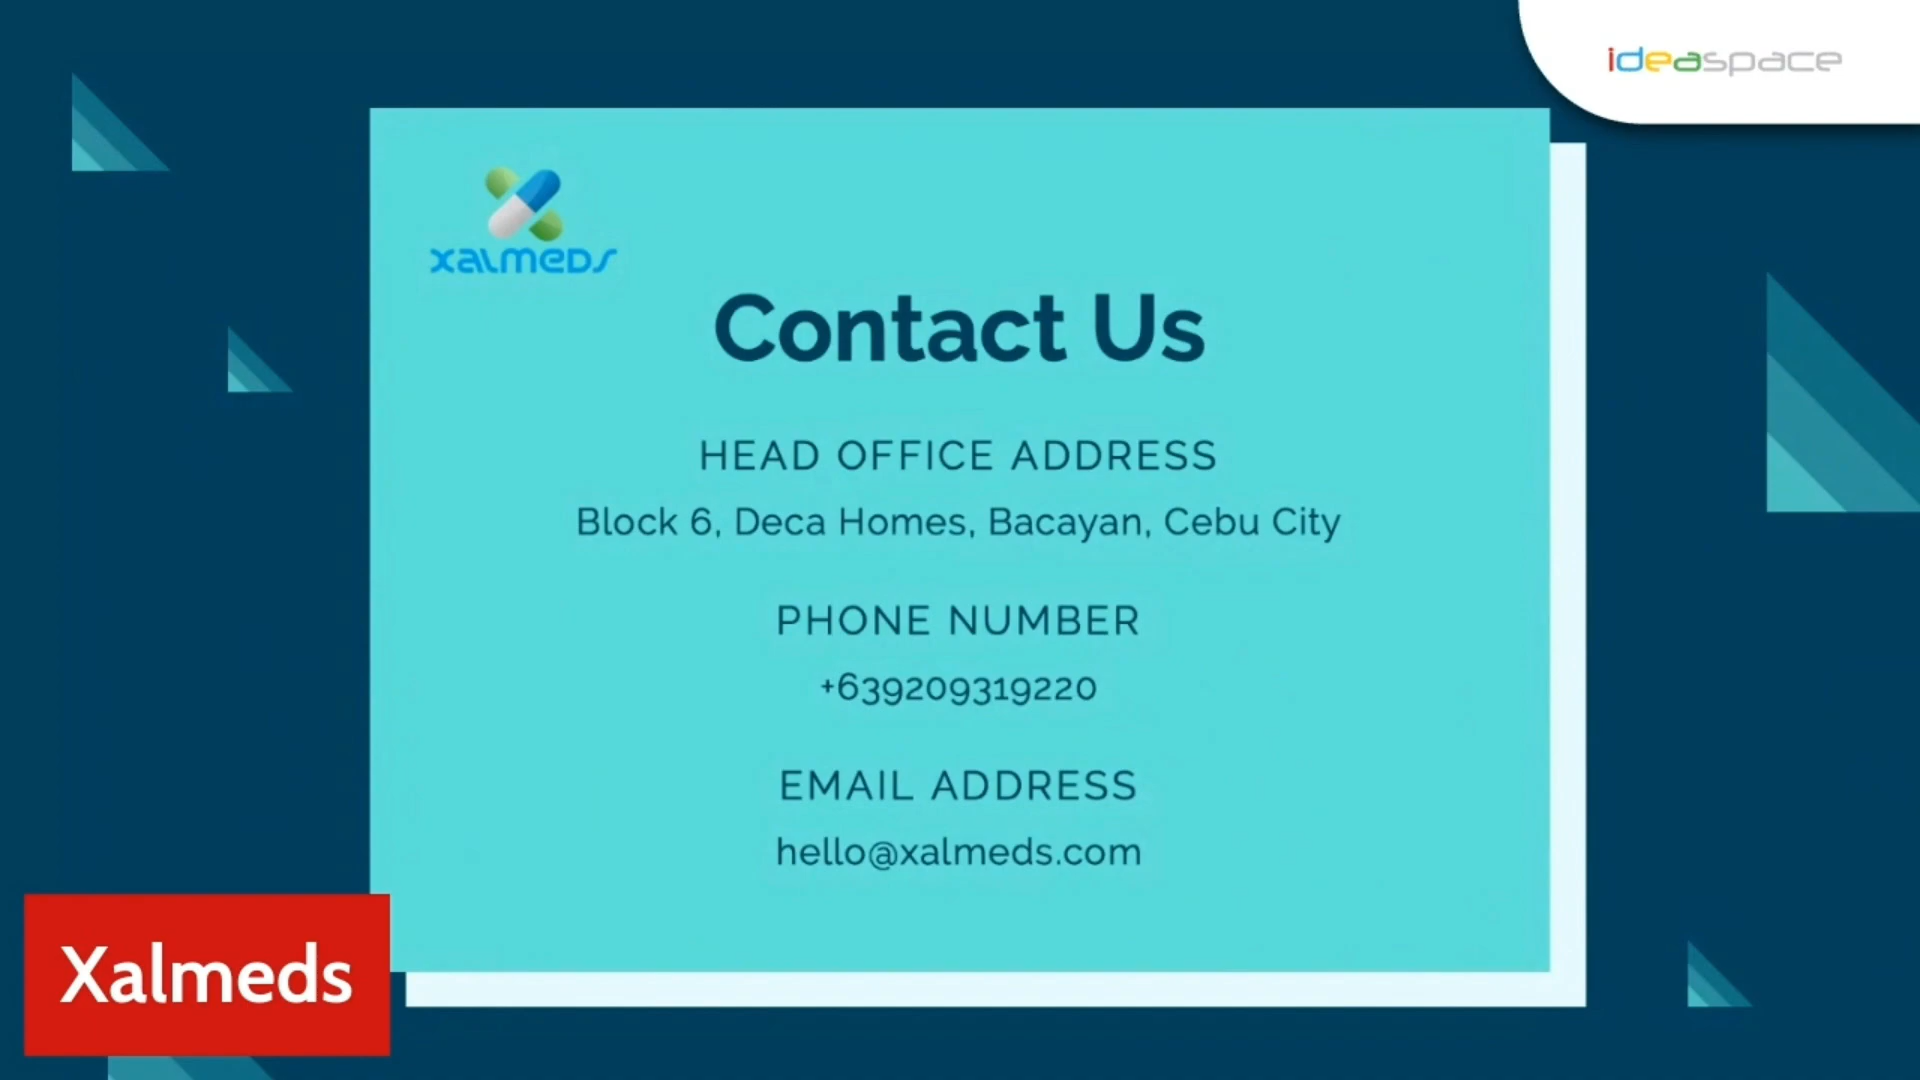 ideaspace
xalmeds
Contact Us
HEAD OFFICE ADDRESS
Block 6, Deca Homes, Bacayan, Cebu City
PHONE NUMBER
+639209319220
EMAIL ADDRESS
hello@xalmeds.com
Xalmeds